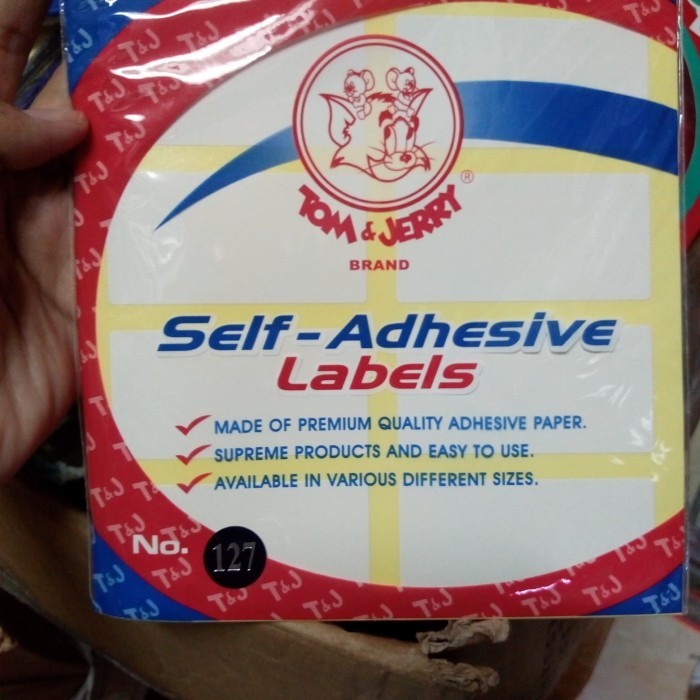 TOM & JERRY ®
BRAND
Self-Adhesive
Labels
MADE OF PREMIUM QUALITY ADHESIVE PAPER.
SUPREME PRODUCTS AND EASY TO USE.
AVAILABLE IN VARIOUS DIFFERENT SIZES.
No. 127
T&J